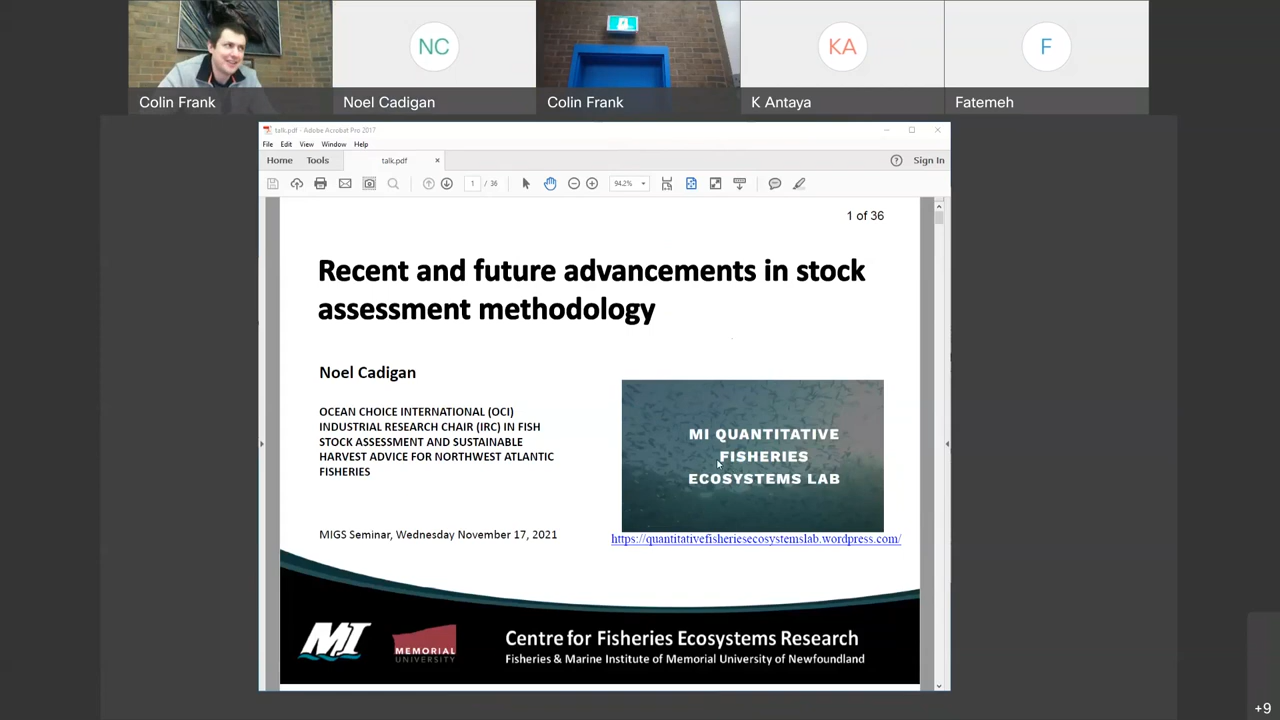 NC
KA
F
Colin Frank
Noel Cadigan
Colin Frank
K Antaya
Fatemeh
talk.pdf - Adobe Acrobat Pro 2017
File Edit View Window Help
Home Tools talk.pdf × ? Sign In
1 / 36 94.2%
1 of 36
Recent and future advancements in stock
assessment methodology
Noel Cadigan
OCEAN CHOICE INTERNATIONAL (OCI)
INDUSTRIAL RESEARCH CHAIR (IRC) IN FISH
STOCK ASSESSMENT AND SUSTAINABLE
HARVEST ADVICE FOR NORTHWEST ATLANTIC
FISHERIES
MI QUANTITATIVE
FISHERIES
ECOSYSTEMS LAB
MIGS Seminar, Wednesday November 17, 2021
https://quantitativefisheriesecosystemslab.wordpress.com/
MI
MEMORIAL
UNIVERSITY
Centre for Fisheries Ecosystems Research
Fisheries & Marine Institute of Memorial University of Newfoundland
+9